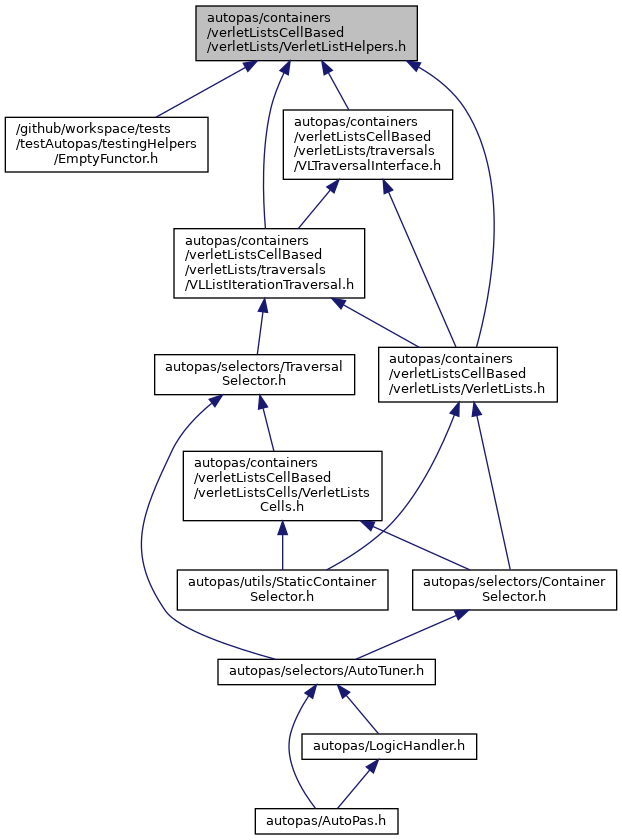 autopas/containers
/verletListsCellBased
/verletLists/VerletListHelpers.h
/github/workspace/tests
/testAutopas/testingHelpers
/EmptyFunctor.h
autopas/containers
/verletListsCellBased
/verletLists/traversals
/VLTraversalInterface.h
autopas/containers
/verletListsCellBased
/verletLists/traversals
/VLListIterationTraversal.h
autopas/selectors/Traversal
Selector.h
autopas/containers
/verletListsCellBased
/verletLists/VerletLists.h
autopas/containers
/verletListsCellBased
/verletListsCells/VerletLists
Cells.h
autopas/utils/StaticContainer
Selector.h
autopas/selectors/Container
Selector.h
autopas/selectors/AutoTuner.h
autopas/LogicHandler.h
autopas/AutoPas.h